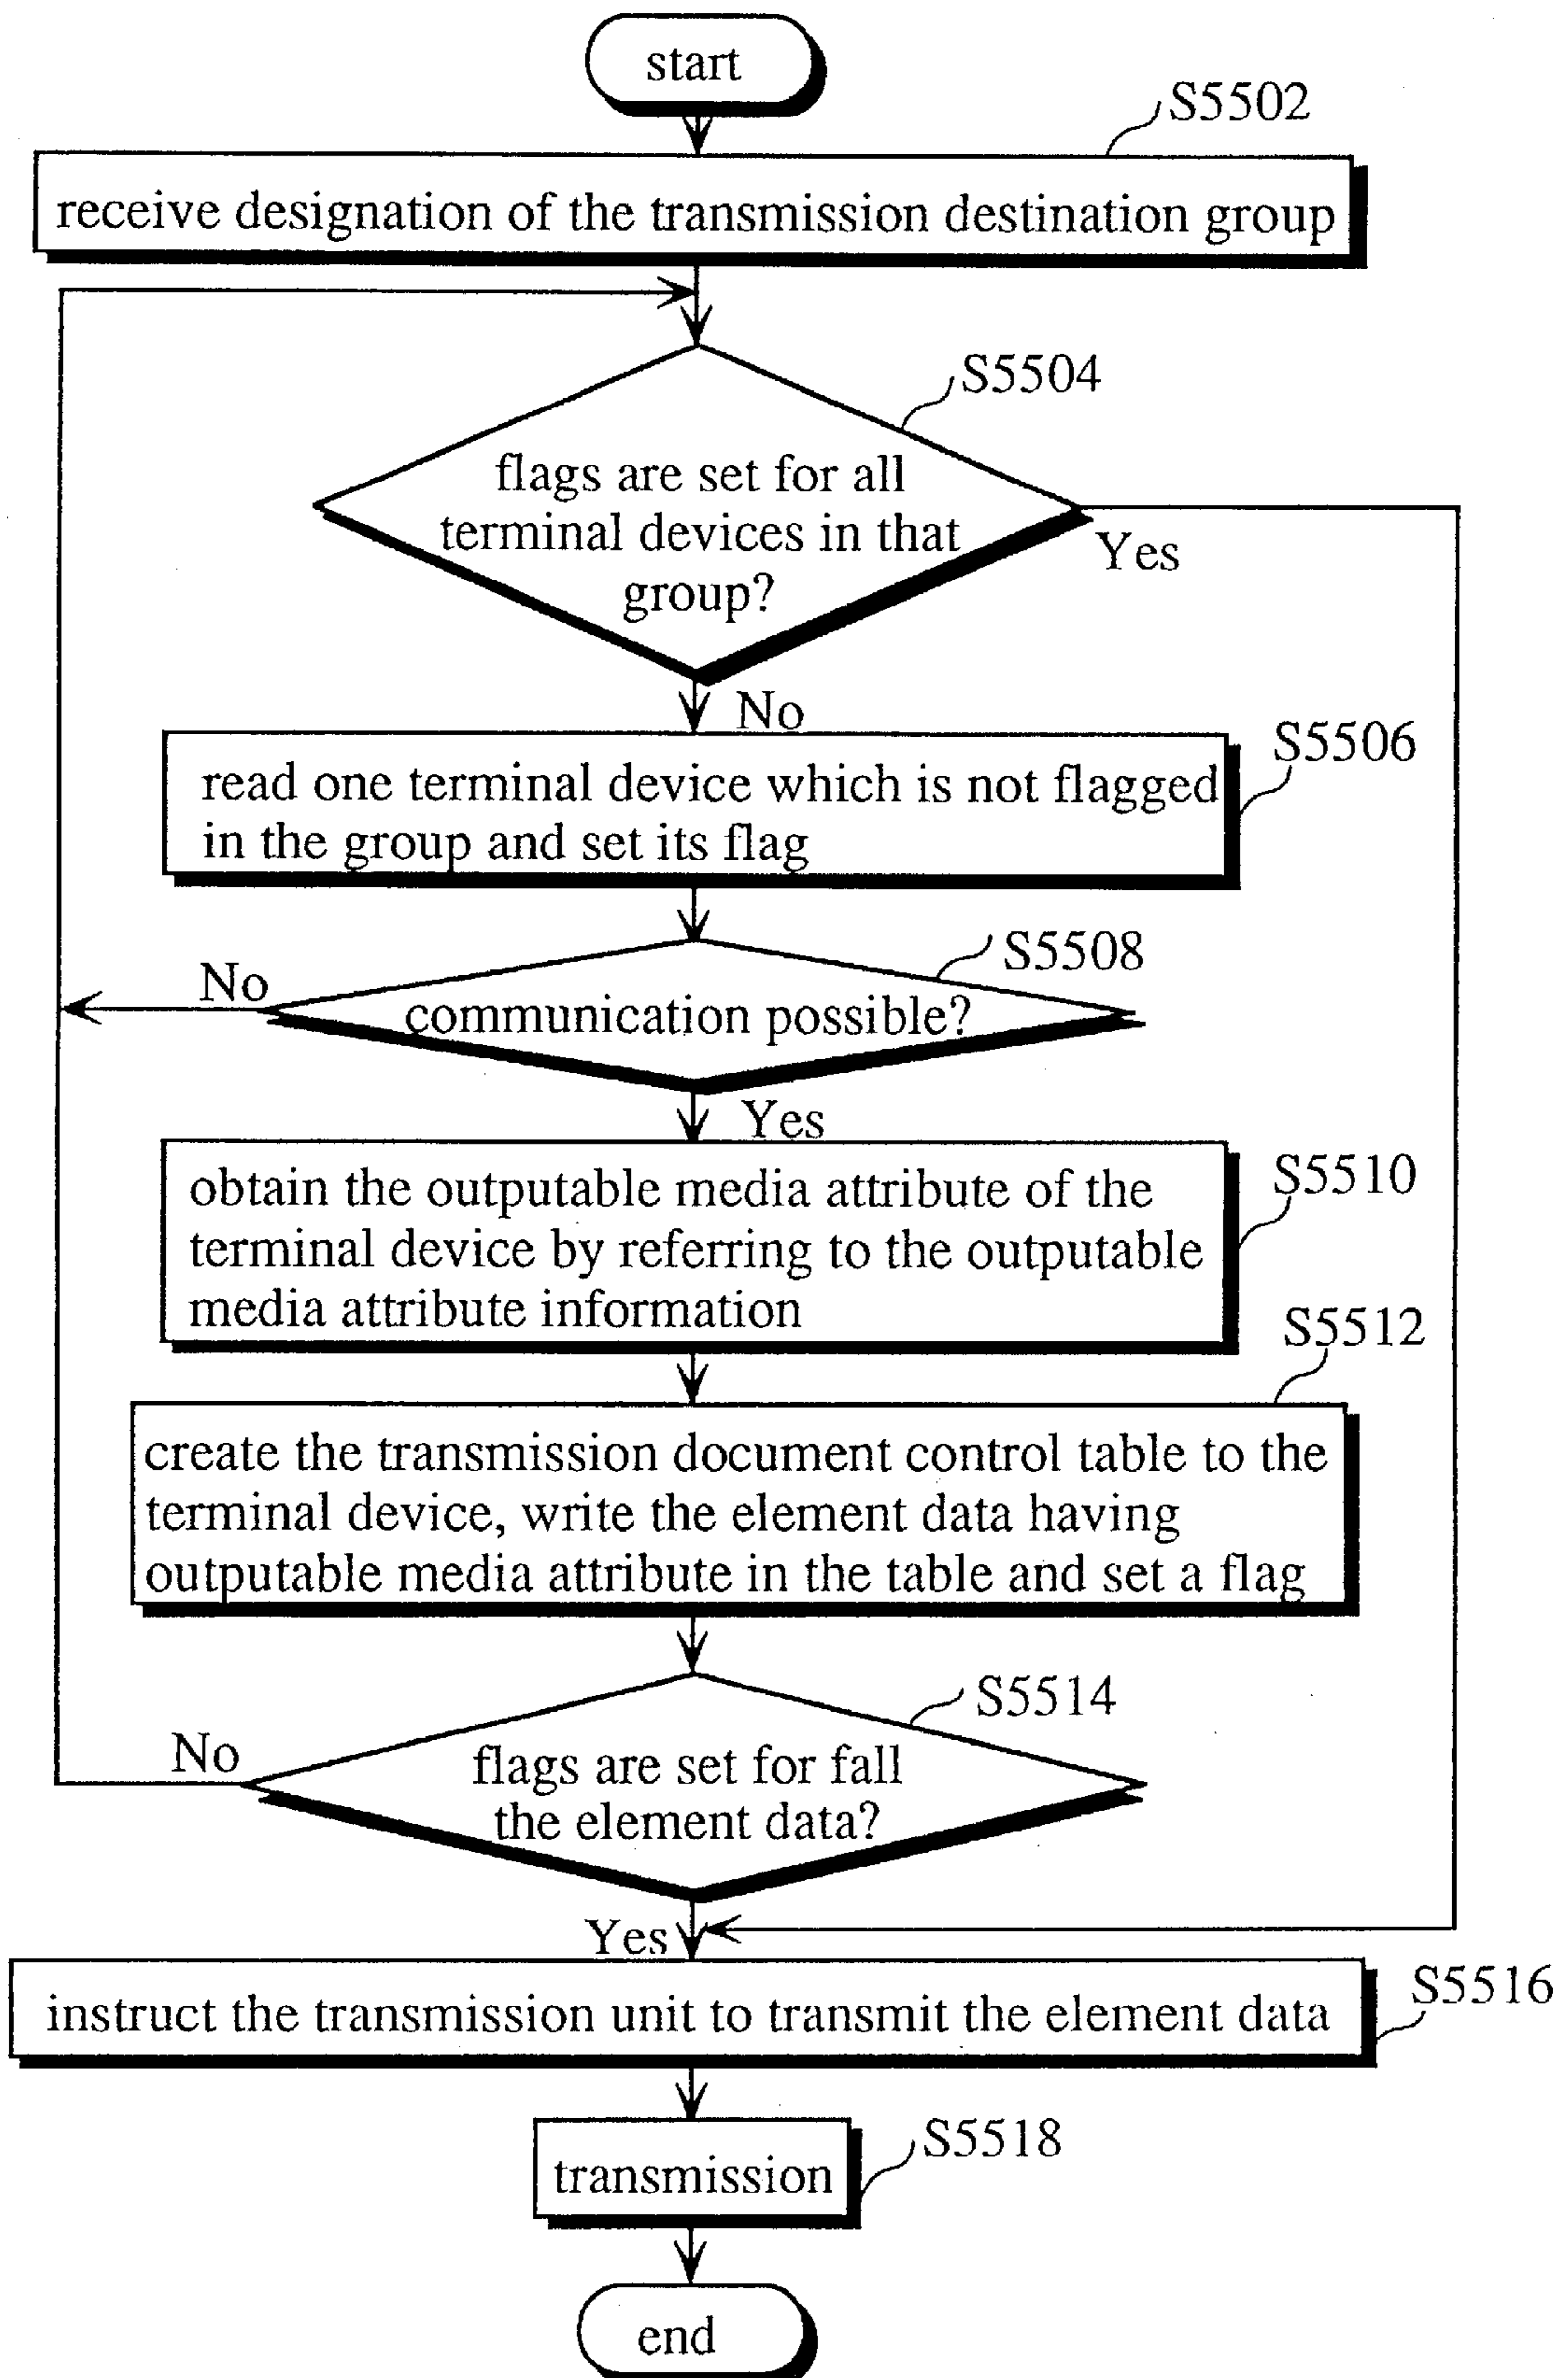 start
S5502
receive designation of the transmission destination group
S5504
flags are set for all
terminal devices in that
group?
Yes
No
S5506
read one terminal device which is not flagged
in the group and set its flag
S5508
No
communication possible?
Yes
S5510
obtain the outputable media attribute of the
terminal device by referring to the outputable
media attribute information
S5512
create the transmission document control table to the
terminal device, write the element data having
outputable media attribute in the table and set a flag
S5514
No
flags are set for fall
the element data?
Yes
S5516
instruct the transmission unit to transmit the element data
S5518
transmission
end